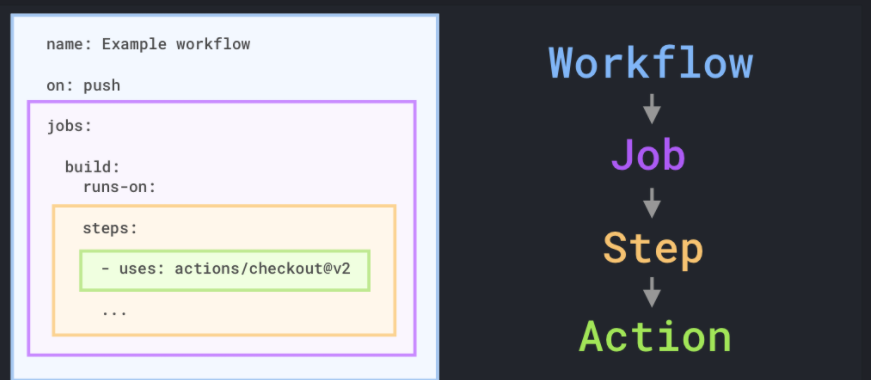 name: Example workflow
on: push
jobs:
build:
runs-on:
steps:
- uses: actions/checkout@v2
...
Workflow
Job
Step
Action